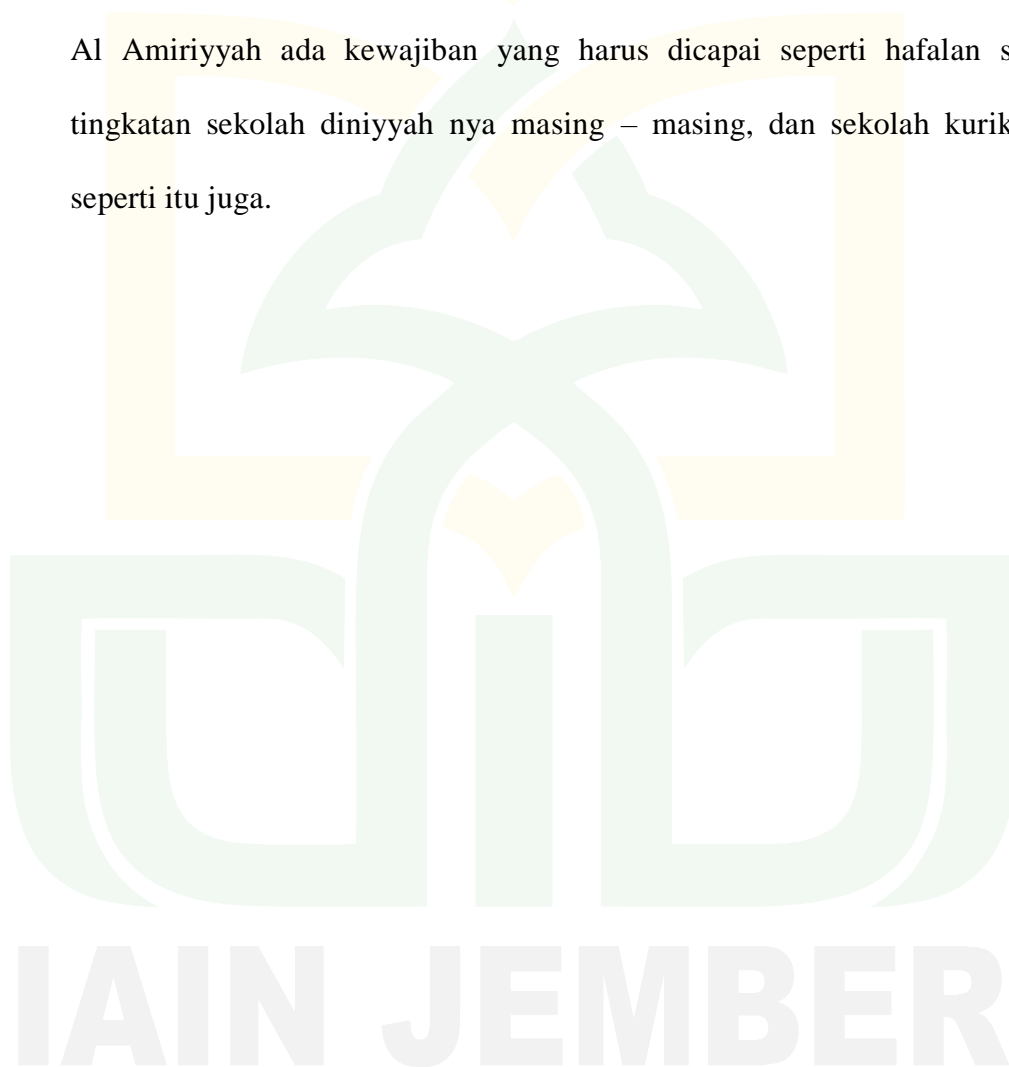 Al Amiriyyah ada kewajiban yang harus dicapai seperti hafalan
tingkatan sekolah diniyyah nya masing – masing, dan sekolah
seperti itu juga.
IAIN JEMBER